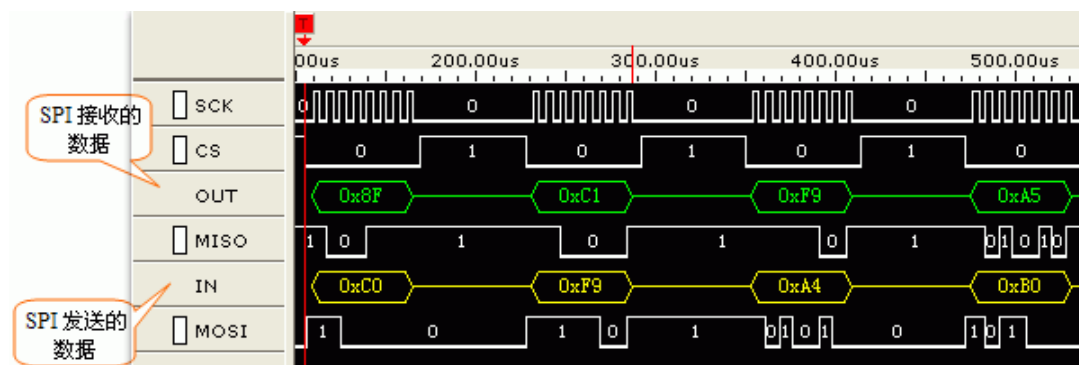 T
00us 200.00us 300.00us 400.00us 500.00us
SPI 接收的
数据
SCK 0 0 0 0
CS 0 1 0 1 0 1 0
OUT 0x8F 0xC1 0xF9 0xA5
MISO 1 0 1 0 1 0 1 0 1 0 1 0
IN 0xC0 0xF9 0xA4 0xB0
SPI 发送的
数据
MOSI 1 0 1 0 1 0 1 0 1 0 1 0 1